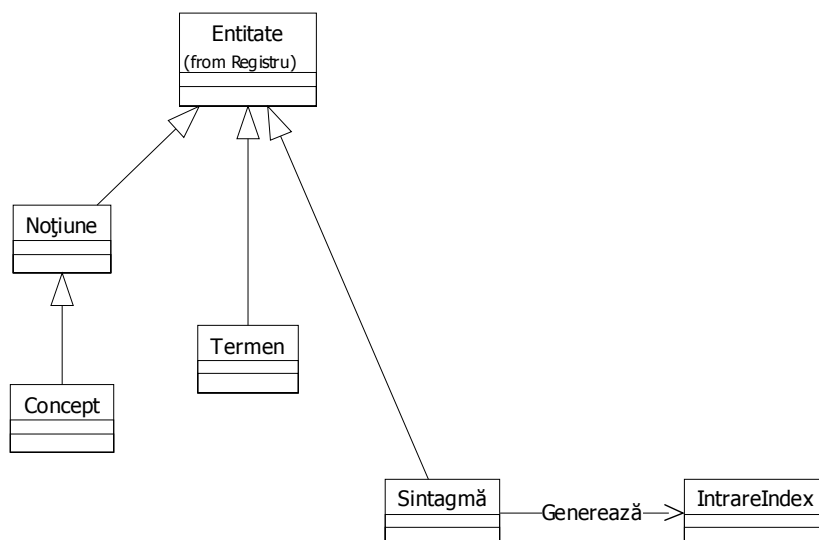 Entitate
(from Registru)
Noţiune
Termen
Concept
Sintagmă
Generează
IntrareIndex